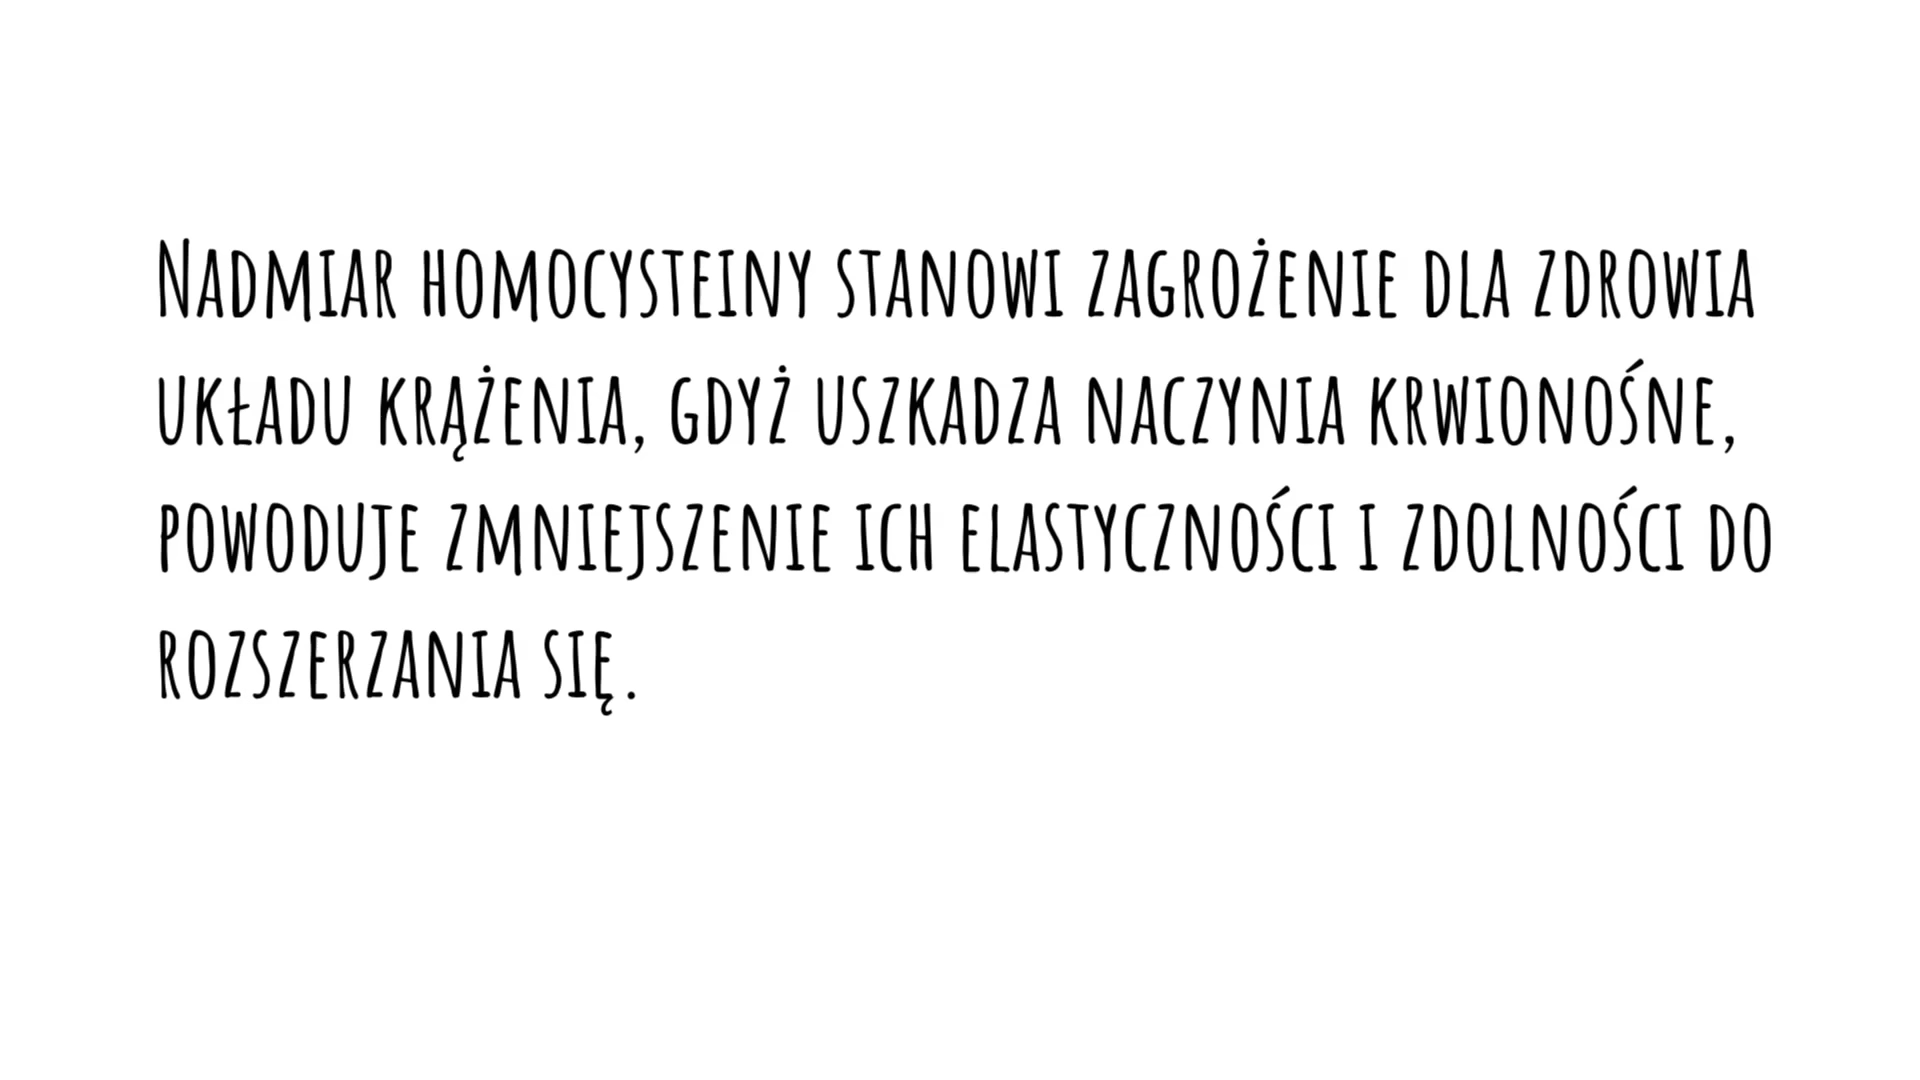 Nadmiar homocysteiny stanowi zagrożenie dla zdrowia
układu krążenia, gdyż uszkadza naczynia krwionośne,
powoduje zmniejszenie ich elastyczności i zdolności do
rozszerzania się.